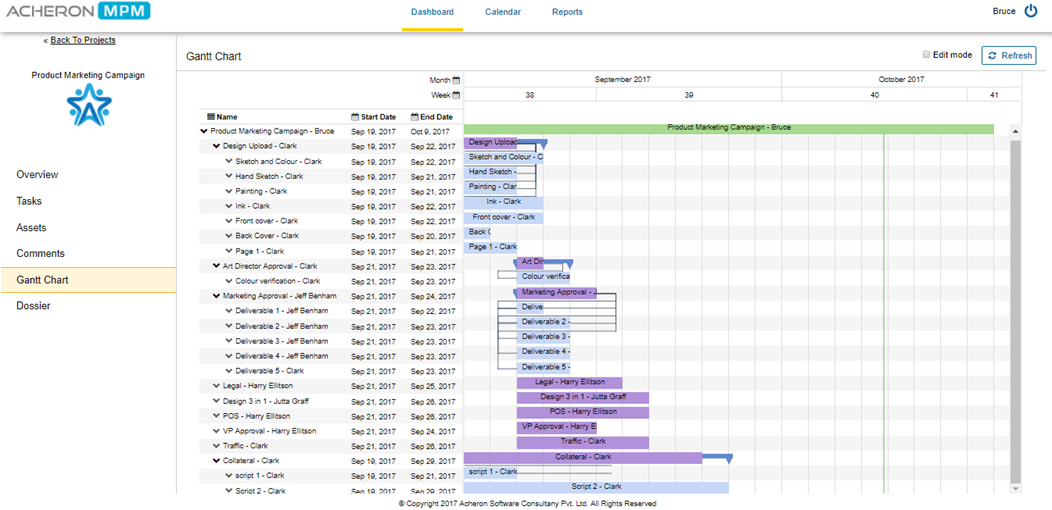 ACHERON MPM Dashboard Calendar Reports Bruce
« Back To Projects
Gantt Chart Edit mode Refresh
Product Marketing Campaign
Month September 2017 October 2017
Week 38 39 40 41
Name Start Date End Date
Product Marketing Campaign - Bruce Sep 19, 2017 Oct 9, 2017 Product Marketing Campaign - Bruce
Design Upload - Clark Sep 19, 2017 Sep 22, 2017 Design Upload
Sketch and Colour - Clark Sep 19, 2017 Sep 22, 2017 Sketch and Colour - C
Hand Sketch - Clark Sep 19, 2017 Sep 21, 2017 Hand Sketch -
Painting - Clark Sep 19, 2017 Sep 21, 2017 Painting - Clar
Ink - Clark Sep 19, 2017 Sep 22, 2017 Ink - Clark
Front cover - Clark Sep 19, 2017 Sep 22, 2017 Front cover - Clark
Back Cover - Clark Sep 19, 2017 Sep 20, 2017 Back C
Page 1 - Clark Sep 19, 2017 Sep 21, 2017 Page 1 - Clark
Art Director Approval - Clark Sep 21, 2017 Sep 23, 2017 Art Dir
Colour verification - Clark Sep 21, 2017 Sep 23, 2017 Colour verifica
Marketing Approval - Jeff Benham Sep 21, 2017 Sep 24, 2017 Marketing Approval -
Deliverable 1 - Jeff Benham Sep 21, 2017 Sep 22, 2017 Delive
Deliverable 2 - Jeff Benham Sep 21, 2017 Sep 23, 2017 Deliverable 2 -
Deliverable 3 - Jeff Benham Sep 21, 2017 Sep 23, 2017 Deliverable 3 -
Deliverable 4 - Jeff Benham Sep 21, 2017 Sep 23, 2017 Deliverable 4 -
Deliverable 5 - Clark Sep 21, 2017 Sep 23, 2017 Deliverable 5 -
Legal - Harry Ellitson Sep 21, 2017 Sep 25, 2017 Legal - Harry Ellitson
Design 3 in 1 - Jutta Graff Sep 21, 2017 Sep 26, 2017 Design 3 in 1 - Jutta Graff
POS - Harry Ellitson Sep 21, 2017 Sep 26, 2017 POS - Harry Ellitson
VP Approval - Harry Ellitson Sep 21, 2017 Sep 24, 2017 VP Approval - Harry E
Traffic - Clark Sep 21, 2017 Sep 26, 2017 Traffic - Clark
Collateral - Clark Sep 19, 2017 Sep 29, 2017 Collateral - Clark
script 1 - Clark Sep 19, 2017 Sep 21, 2017 script 1 - Clark
Script 2 - Clark Sep 19, 2017 Sep 29, 2017 Script 2 - Clark
Overview
Tasks
Assets
Comments
Gantt Chart
Dossier
© Copyright 2017 Acheron Software Consultany Pvt. Ltd. All Rights Reserved